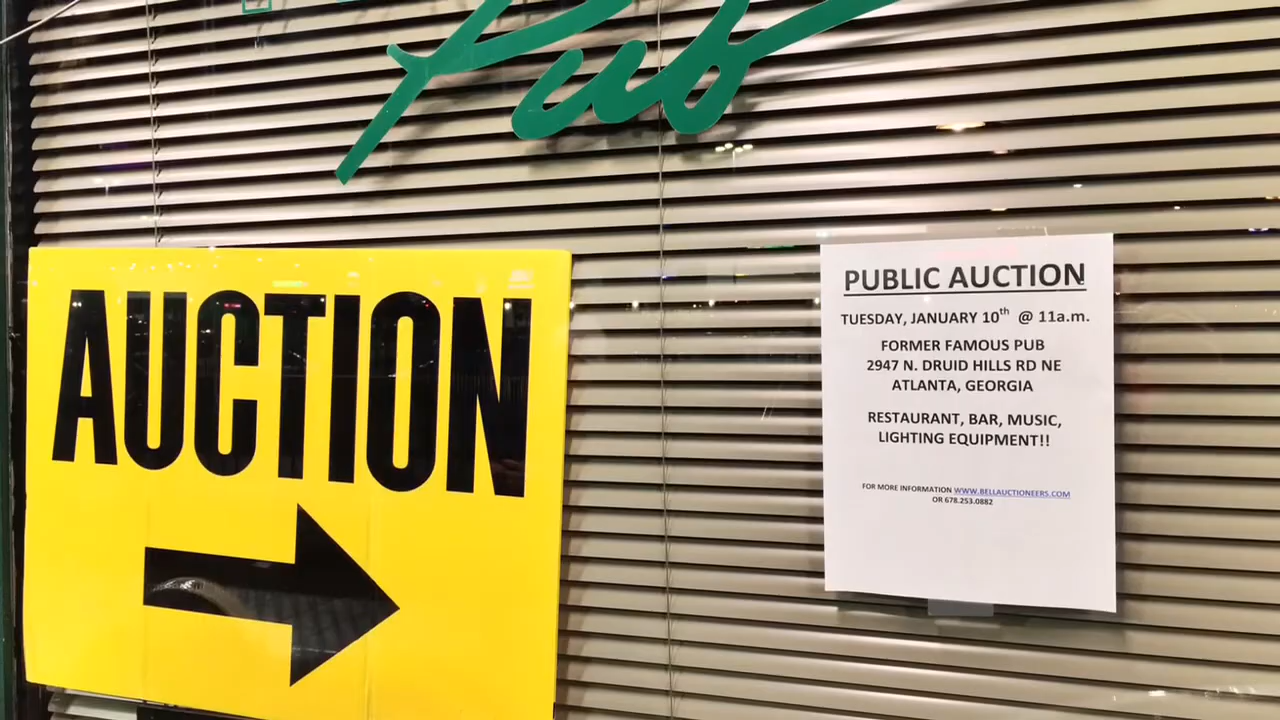 Pub
AUCTION
PUBLIC AUCTION
TUESDAY, JANUARY 10th @ 11a.m.
FORMER FAMOUS PUB
2947 N. DRUID HILLS RD NE
ATLANTA, GEORGIA
RESTAURANT, BAR, MUSIC,
LIGHTING EQUIPMENT!!
FOR MORE INFORMATION WWW.BELLAUCTIONEERS.COM
OR 678.253.0882